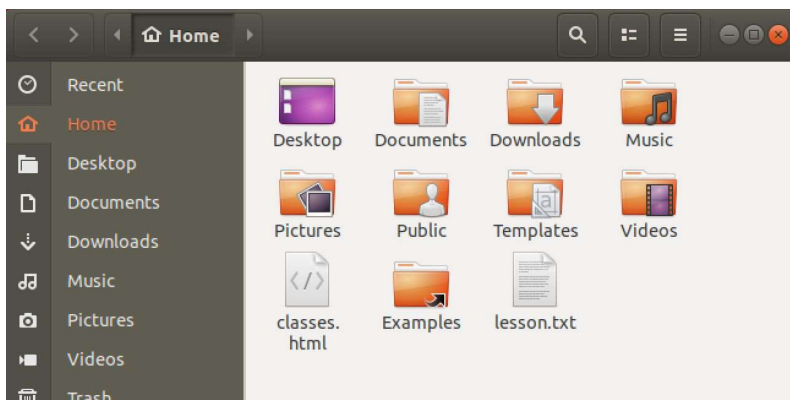 Home
Recent
Home
Desktop
Documents
Downloads
Music
Pictures
Videos
Trash
Desktop Documents Downloads Music
Pictures Public Templates Videos
classes. Examples lesson.txt
html